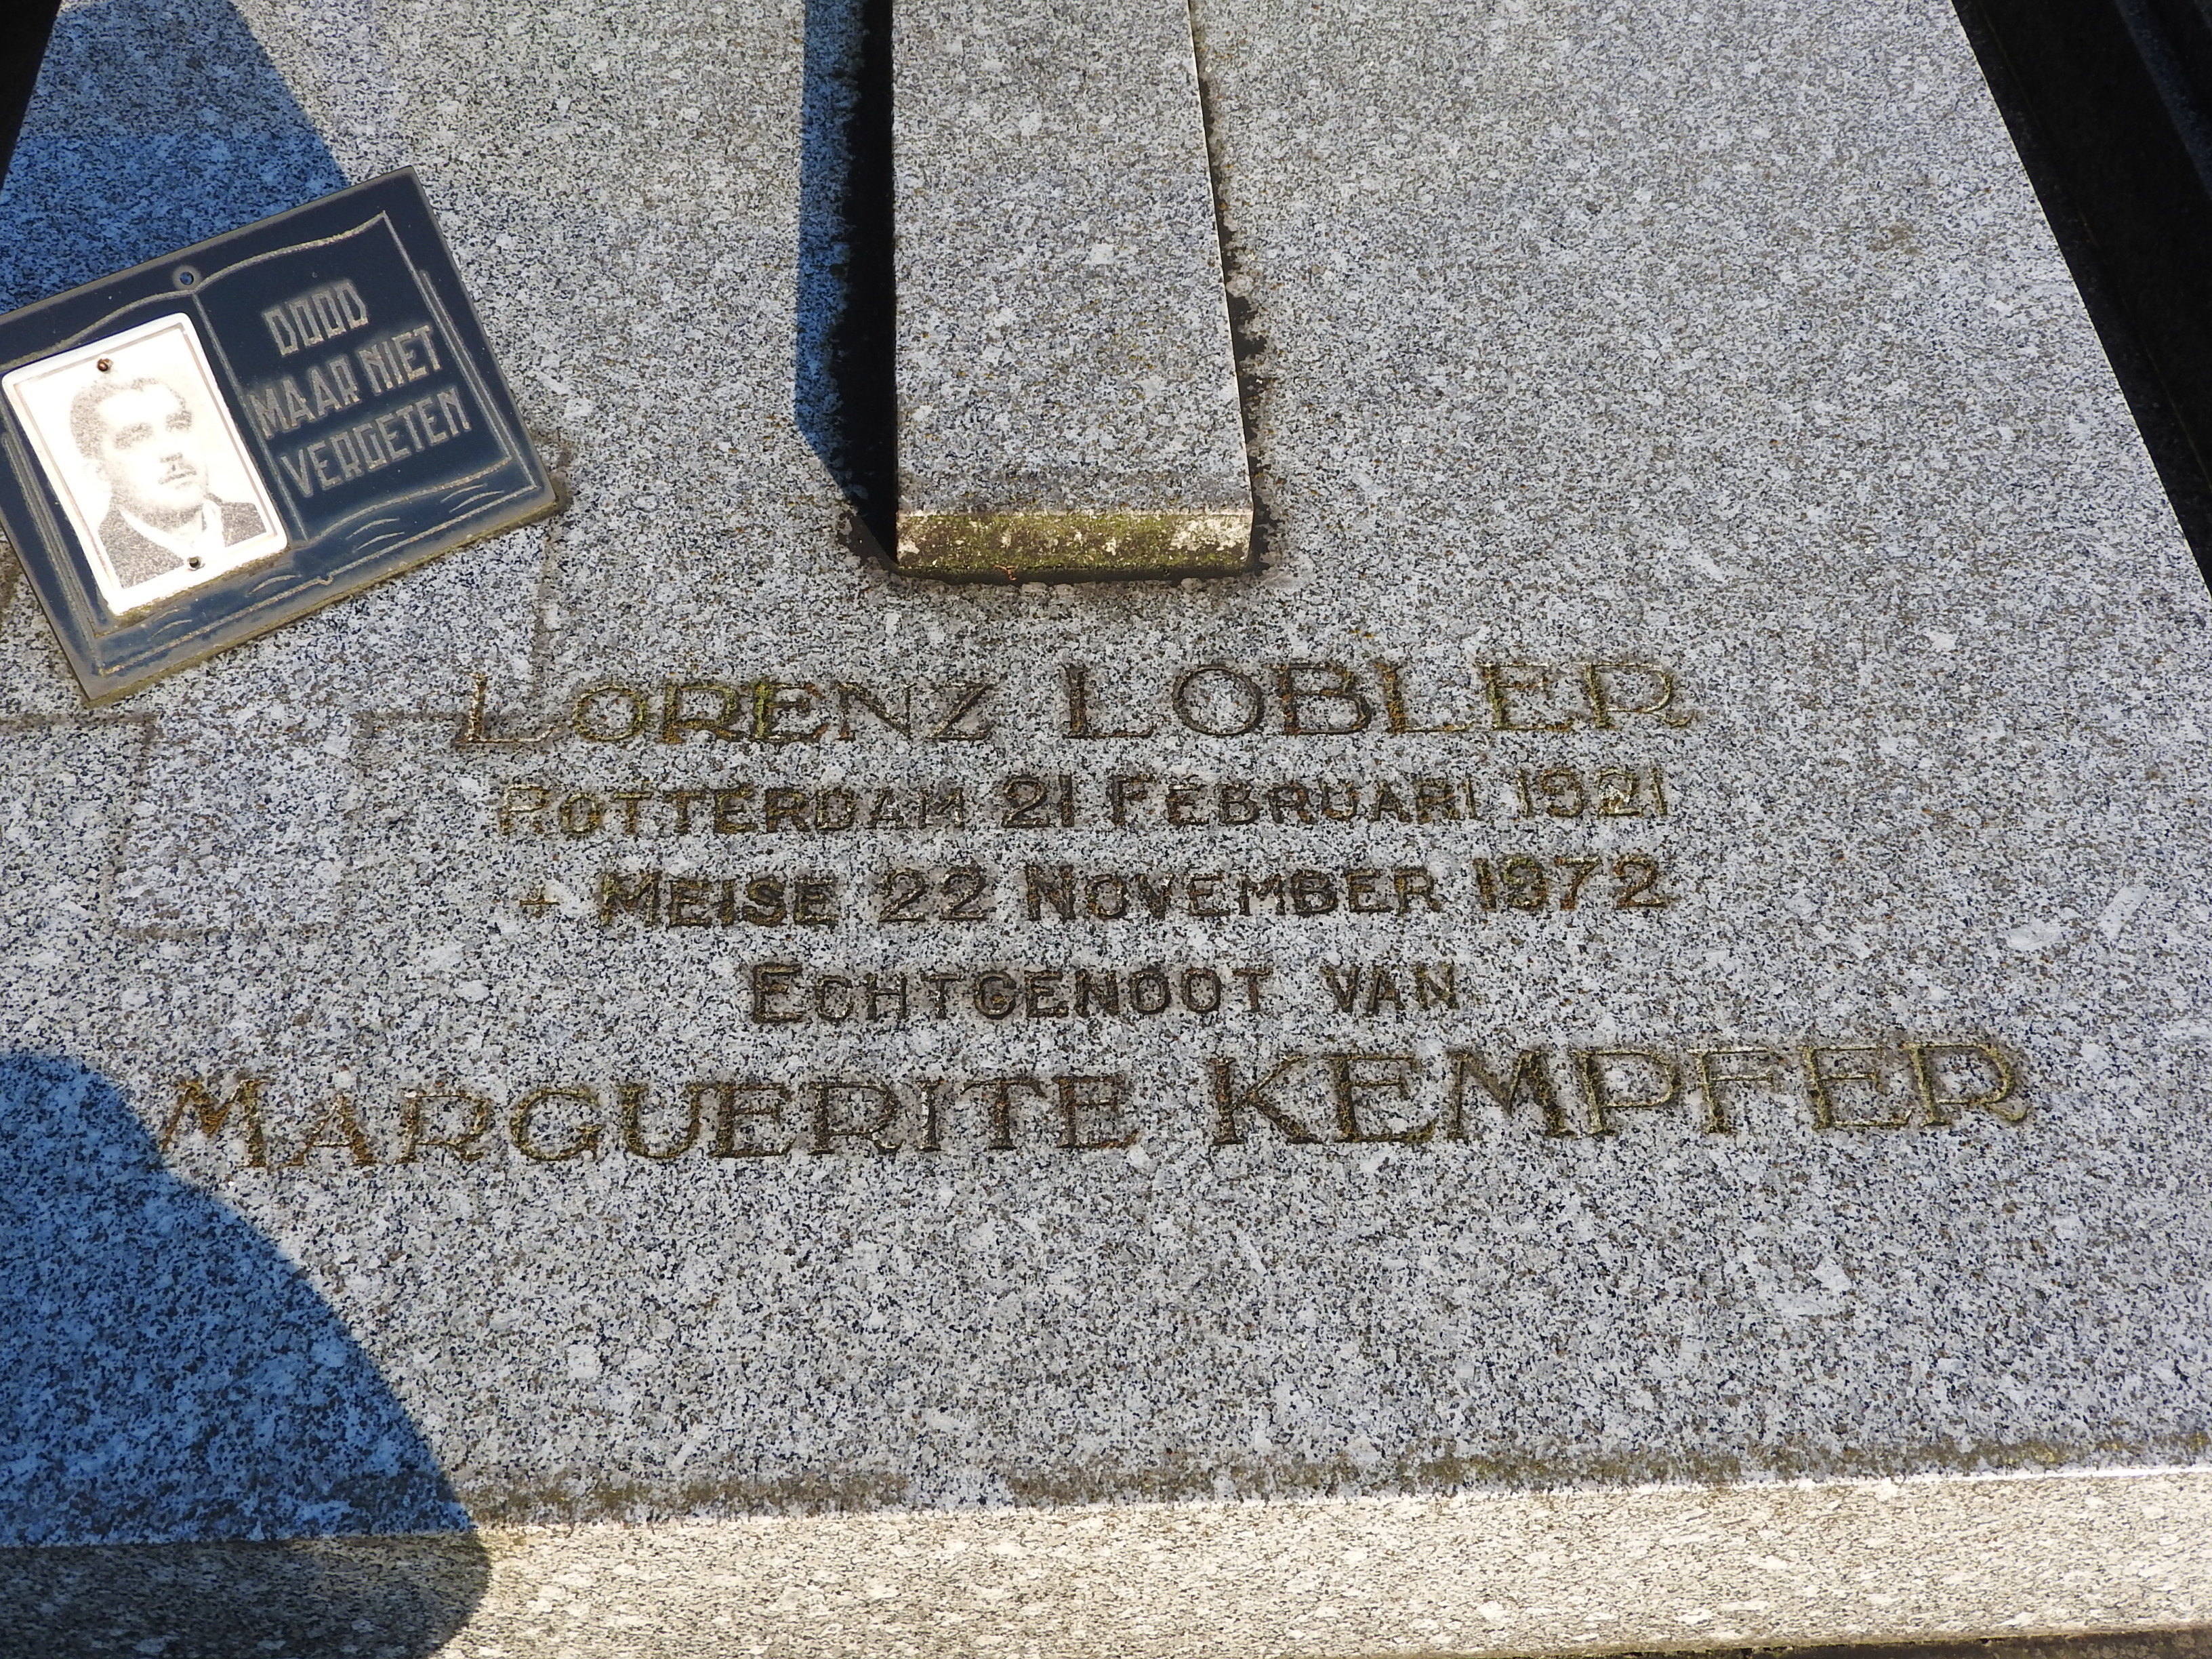 DOOD
MAAR NIET
VERGETEN
LORENZ LOBLER
ROTTERDAM 21 FEBRUARI 1921
+ MEISE 22 NOVEMBER 1972
ECHTGENOOT VAN
MARGUERITE KEMPFER